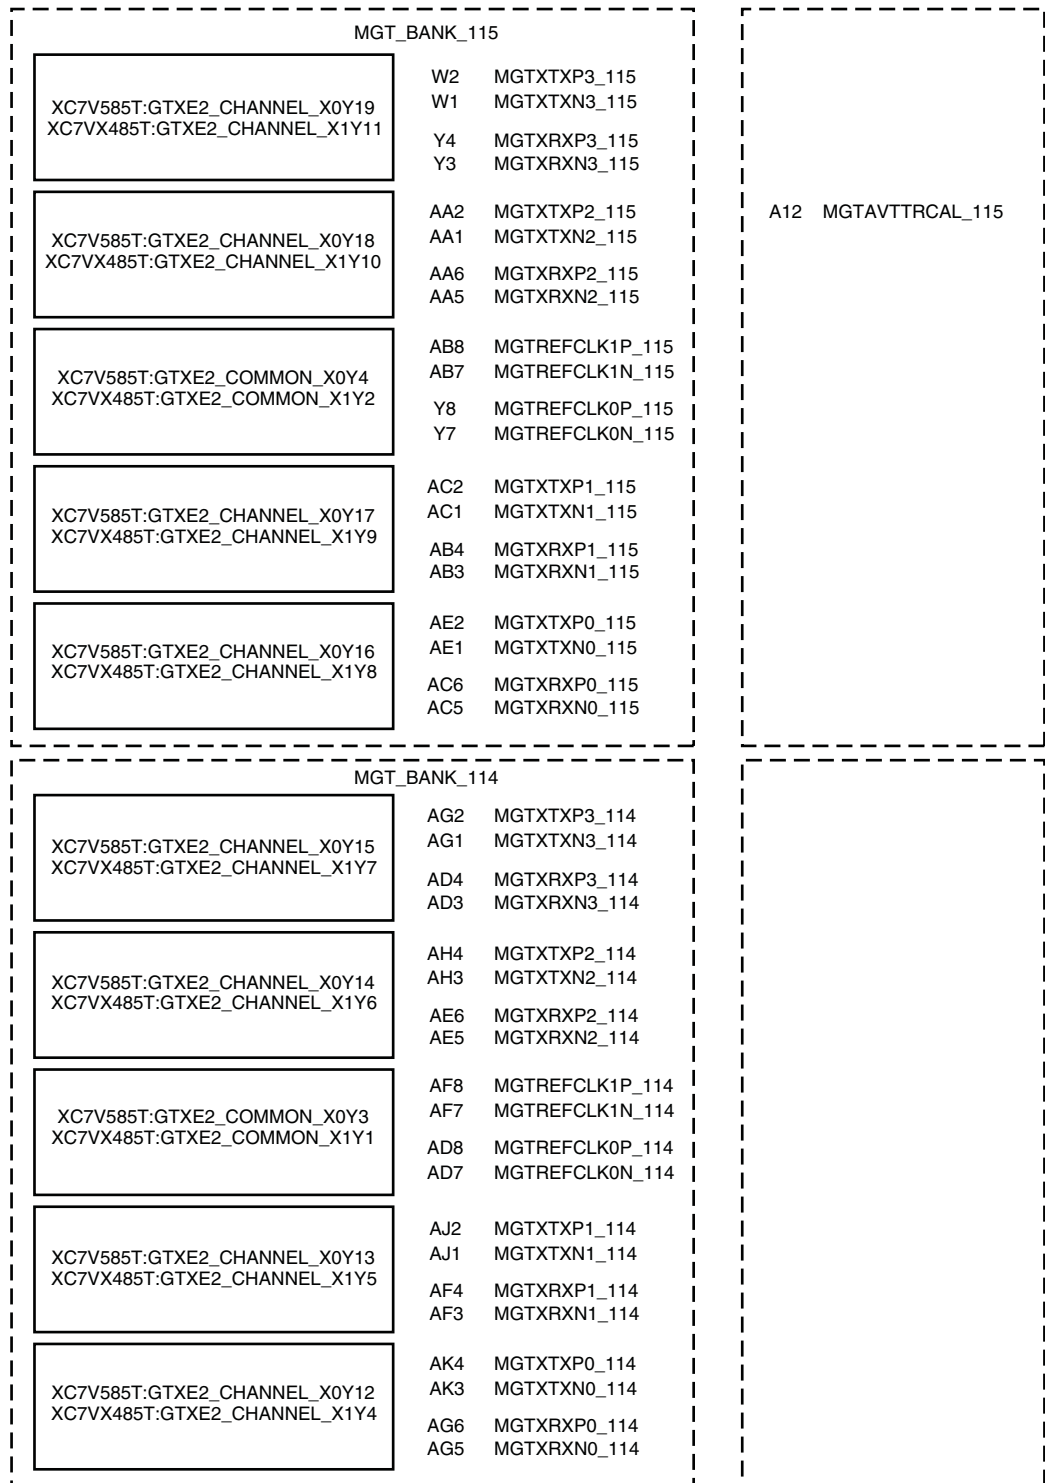 MGT_BANK_115
XC7V585T:GTXE2_CHANNEL_X0Y19
XC7VX485T:GTXE2_CHANNEL_X1Y11
W2 MGTXTXP3_115
W1 MGTXTXN3_115
Y4 MGTXRXP3_115
Y3 MGTXRXN3_115
XC7V585T:GTXE2_CHANNEL_X0Y18
XC7VX485T:GTXE2_CHANNEL_X1Y10
AA2 MGTXTXP2_115
AA1 MGTXTXN2_115
AA6 MGTXRXP2_115
AA5 MGTXRXN2_115
XC7V585T:GTXE2_COMMON_X0Y4
XC7VX485T:GTXE2_COMMON_X1Y2
AB8 MGTREFCLK1P_115
AB7 MGTREFCLK1N_115
Y8 MGTREFCLK0P_115
Y7 MGTREFCLK0N_115
XC7V585T:GTXE2_CHANNEL_X0Y17
XC7VX485T:GTXE2_CHANNEL_X1Y9
AC2 MGTXTXP1_115
AC1 MGTXTXN1_115
AB4 MGTXRXP1_115
AB3 MGTXRXN1_115
XC7V585T:GTXE2_CHANNEL_X0Y16
XC7VX485T:GTXE2_CHANNEL_X1Y8
AE2 MGTXTXP0_115
AE1 MGTXTXN0_115
AC6 MGTXRXP0_115
AC5 MGTXRXN0_115
A12 MGTAVTTRCAL_115
MGT_BANK_114
XC7V585T:GTXE2_CHANNEL_X0Y15
XC7VX485T:GTXE2_CHANNEL_X1Y7
AG2 MGTXTXP3_114
AG1 MGTXTXN3_114
AD4 MGTXRXP3_114
AD3 MGTXRXN3_114
XC7V585T:GTXE2_CHANNEL_X0Y14
XC7VX485T:GTXE2_CHANNEL_X1Y6
AH4 MGTXTXP2_114
AH3 MGTXTXN2_114
AE6 MGTXRXP2_114
AE5 MGTXRXN2_114
XC7V585T:GTXE2_COMMON_X0Y3
XC7VX485T:GTXE2_COMMON_X1Y1
AF8 MGTREFCLK1P_114
AF7 MGTREFCLK1N_114
AD8 MGTREFCLK0P_114
AD7 MGTREFCLK0N_114
XC7V585T:GTXE2_CHANNEL_X0Y13
XC7VX485T:GTXE2_CHANNEL_X1Y5
AJ2 MGTXTXP1_114
AJ1 MGTXTXN1_114
AF4 MGTXRXP1_114
AF3 MGTXRXN1_114
XC7V585T:GTXE2_CHANNEL_X0Y12
XC7VX485T:GTXE2_CHANNEL_X1Y4
AK4 MGTXTXP0_114
AK3 MGTXTXN0_114
AG6 MGTXRXP0_114
AG5 MGTXRXN0_114